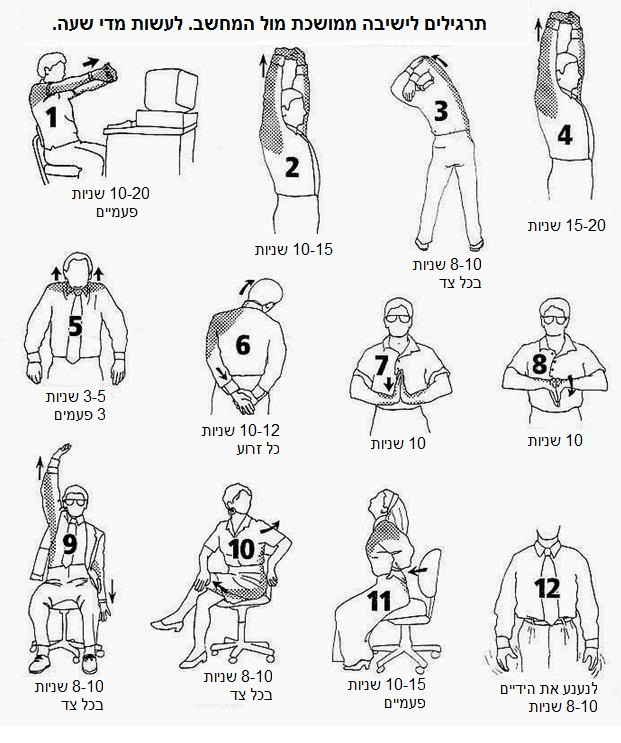 תרגילים לישיבה ממושכת מול המחשב. לעשות מדי שעה.
1
10-20 שניות
פעמיים
2
10-15 שניות
3
8-10 שניות
בכל צד
4
15-20 שניות
5
3-5 שניות
3 פעמים
6
10-12 שניות
כל זרוע
7
10 שניות
8
10 שניות
9
8-10 שניות
בכל צד
10
8-10 שניות
בכל צד
11
10-15 שניות
פעמיים
12
לנענע את הידיים
8-10 שניות